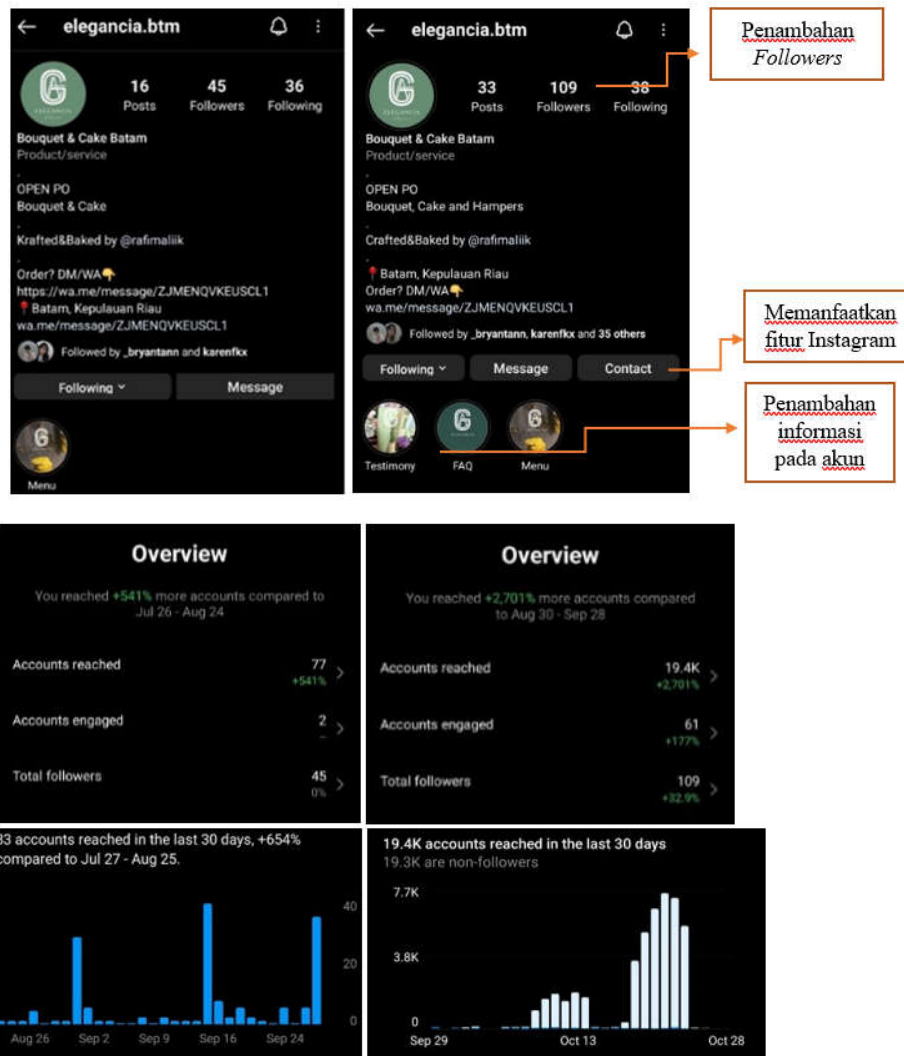 elegancia.btm
16 45 36
Posts Followers Following
ELEGANCIA
Bouquet & Cake Batam
Product/service
.
OPEN PO
Bouquet & Cake
.
Krafted&Baked by @rafimaliik
.
Order? DM/WA👇
https://wa.me/message/ZJMENQVKEUSCL1
📍Batam, Kepulauan Riau
wa.me/message/ZJMENQVKEUSCL1
Followed by _bryantann and karenfkx
Following Message
Menu
elegancia.btm
33 109 38
Posts Followers Following
ELEGANCIA
Bouquet & Cake Batam
Product/service
.
OPEN PO
Bouquet, Cake and Hampers
.
Crafted&Baked by @rafimaliik
.
📍Batam, Kepulauan Riau
Order? DM/WA👇
wa.me/message/ZJMENQVKEUSCL1
Followed by _bryantann, karenfkx and 35 others
Following Message Contact
Testimony FAQ Menu
Penambahan
Followers
Memanfaatkan
fitur Instagram
Penambahan
informasi
pada akun
Overview
You reached +541% more accounts compared to
Jul 26 - Aug 24
Accounts reached 77
+541%
Accounts engaged 2
--
Total followers 45
0%
Overview
You reached +2,701% more accounts compared
to Aug 30 - Sep 28
Accounts reached 19.4K
+2,701%
Accounts engaged 61
+177%
Total followers 109
+32.9%
accounts reached in the last 30 days, +654%
compared to Jul 27 - Aug 25.
40
20
0
Aug 26 Sep 2 Sep 9 Sep 16 Sep 24
19.4K accounts reached in the last 30 days
19.3K are non-followers
7.7K
3.8K
0
Sep 29 Oct 13 Oct 28